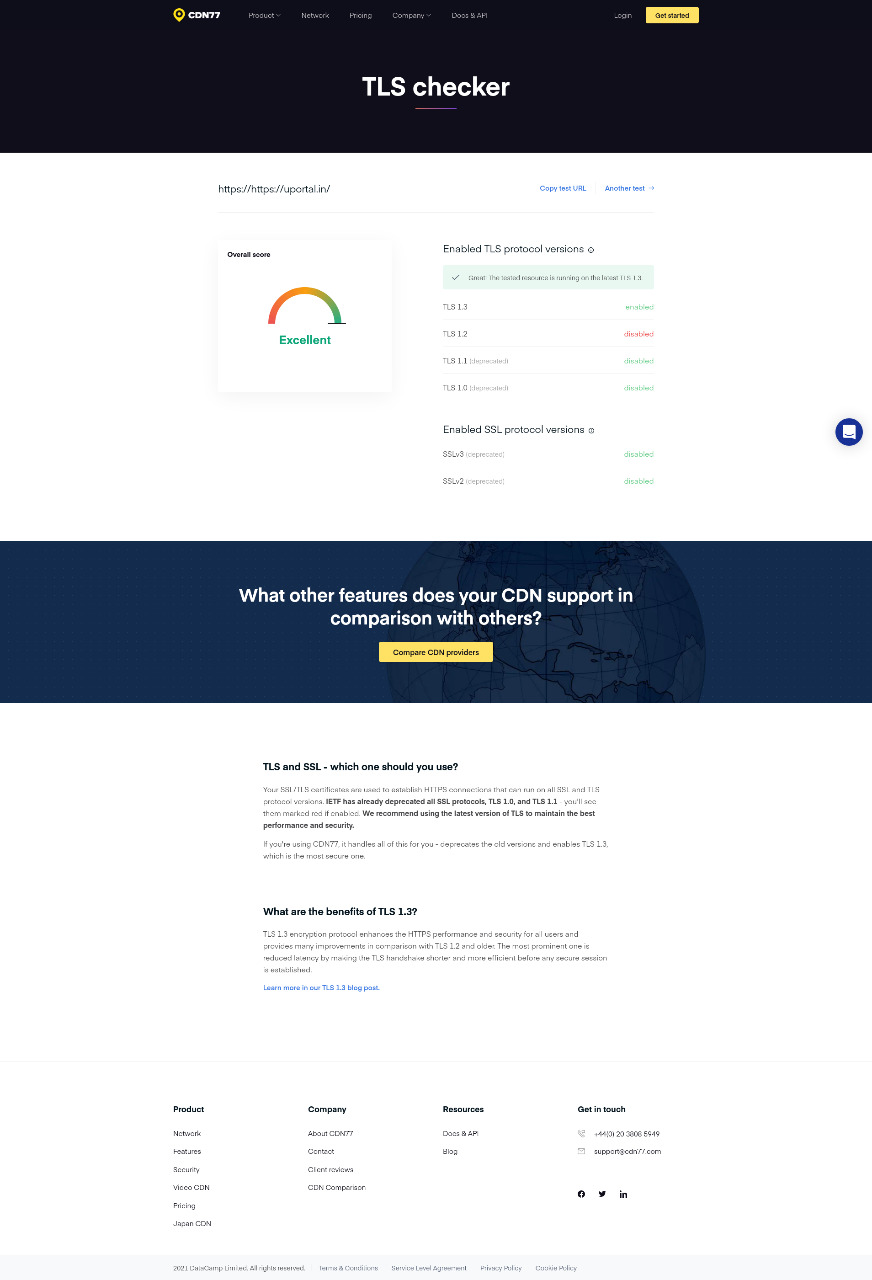 CDN77
Product
Network
Pricing
Company
Docs & API
Login
Get started
TLS checker
https://https://uportal.in/
Copy test URL
Another test →
Overall score
Excellent
Enabled TLS protocol versions
Great: The tested resource is running on the latest TLS 1.3.
TLS 1.3 enabled
TLS 1.2 disabled
TLS 1.1 (deprecated) disabled
TLS 1.0 (deprecated) disabled
Enabled SSL protocol versions
SSLv3 (deprecated) disabled
SSLv2 (deprecated) disabled
What other features does your CDN support in
comparison with others?
Compare CDN providers
TLS and SSL - which one should you use?
Your SSL/TLS certificates are used to establish HTTPS connections that can run on all SSL and TLS
protocol versions. IETF has already deprecated all SSL protocols, TLS 1.0, and TLS 1.1 - you'll see
them marked red if enabled. We recommend using the latest version of TLS to maintain the best
performance and security.
If you're using CDN77, it handles all of this for you - deprecates the old versions and enables TLS 1.3,
which is the most secure one.
What are the benefits of TLS 1.3?
TLS 1.3 encryption protocol enhances the HTTPS performance and security for all users and
provides many improvements in comparison with TLS 1.2 and older. The most prominent one is
reduced latency by making the TLS handshake shorter and more efficient before any secure session
is established.
Learn more in our TLS 1.3 blog post.
Product
Network
Features
Security
Video CDN
Pricing
Japan CDN
Company
About CDN77
Contact
Client reviews
CDN Comparison
Resources
Docs & API
Blog
Get in touch
+44(0) 20 3808 5949
support@cdn77.com
2021 DataCamp Limited. All rights reserved.
Terms & Conditions
Service Level Agreement
Privacy Policy
Cookie Policy